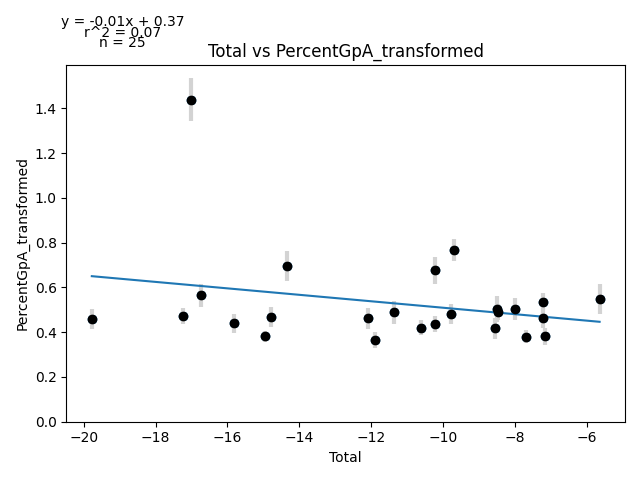 y = -0.01x + 0.37
r^2 = 0.07
n = 25
Total vs PercentGpA_transformed
PercentGpA_transformed
1.4
1.2
1.0
0.8
0.6
0.4
0.2
0.0
−20 −18 −16 −14 −12 −10 −8 −6
Total